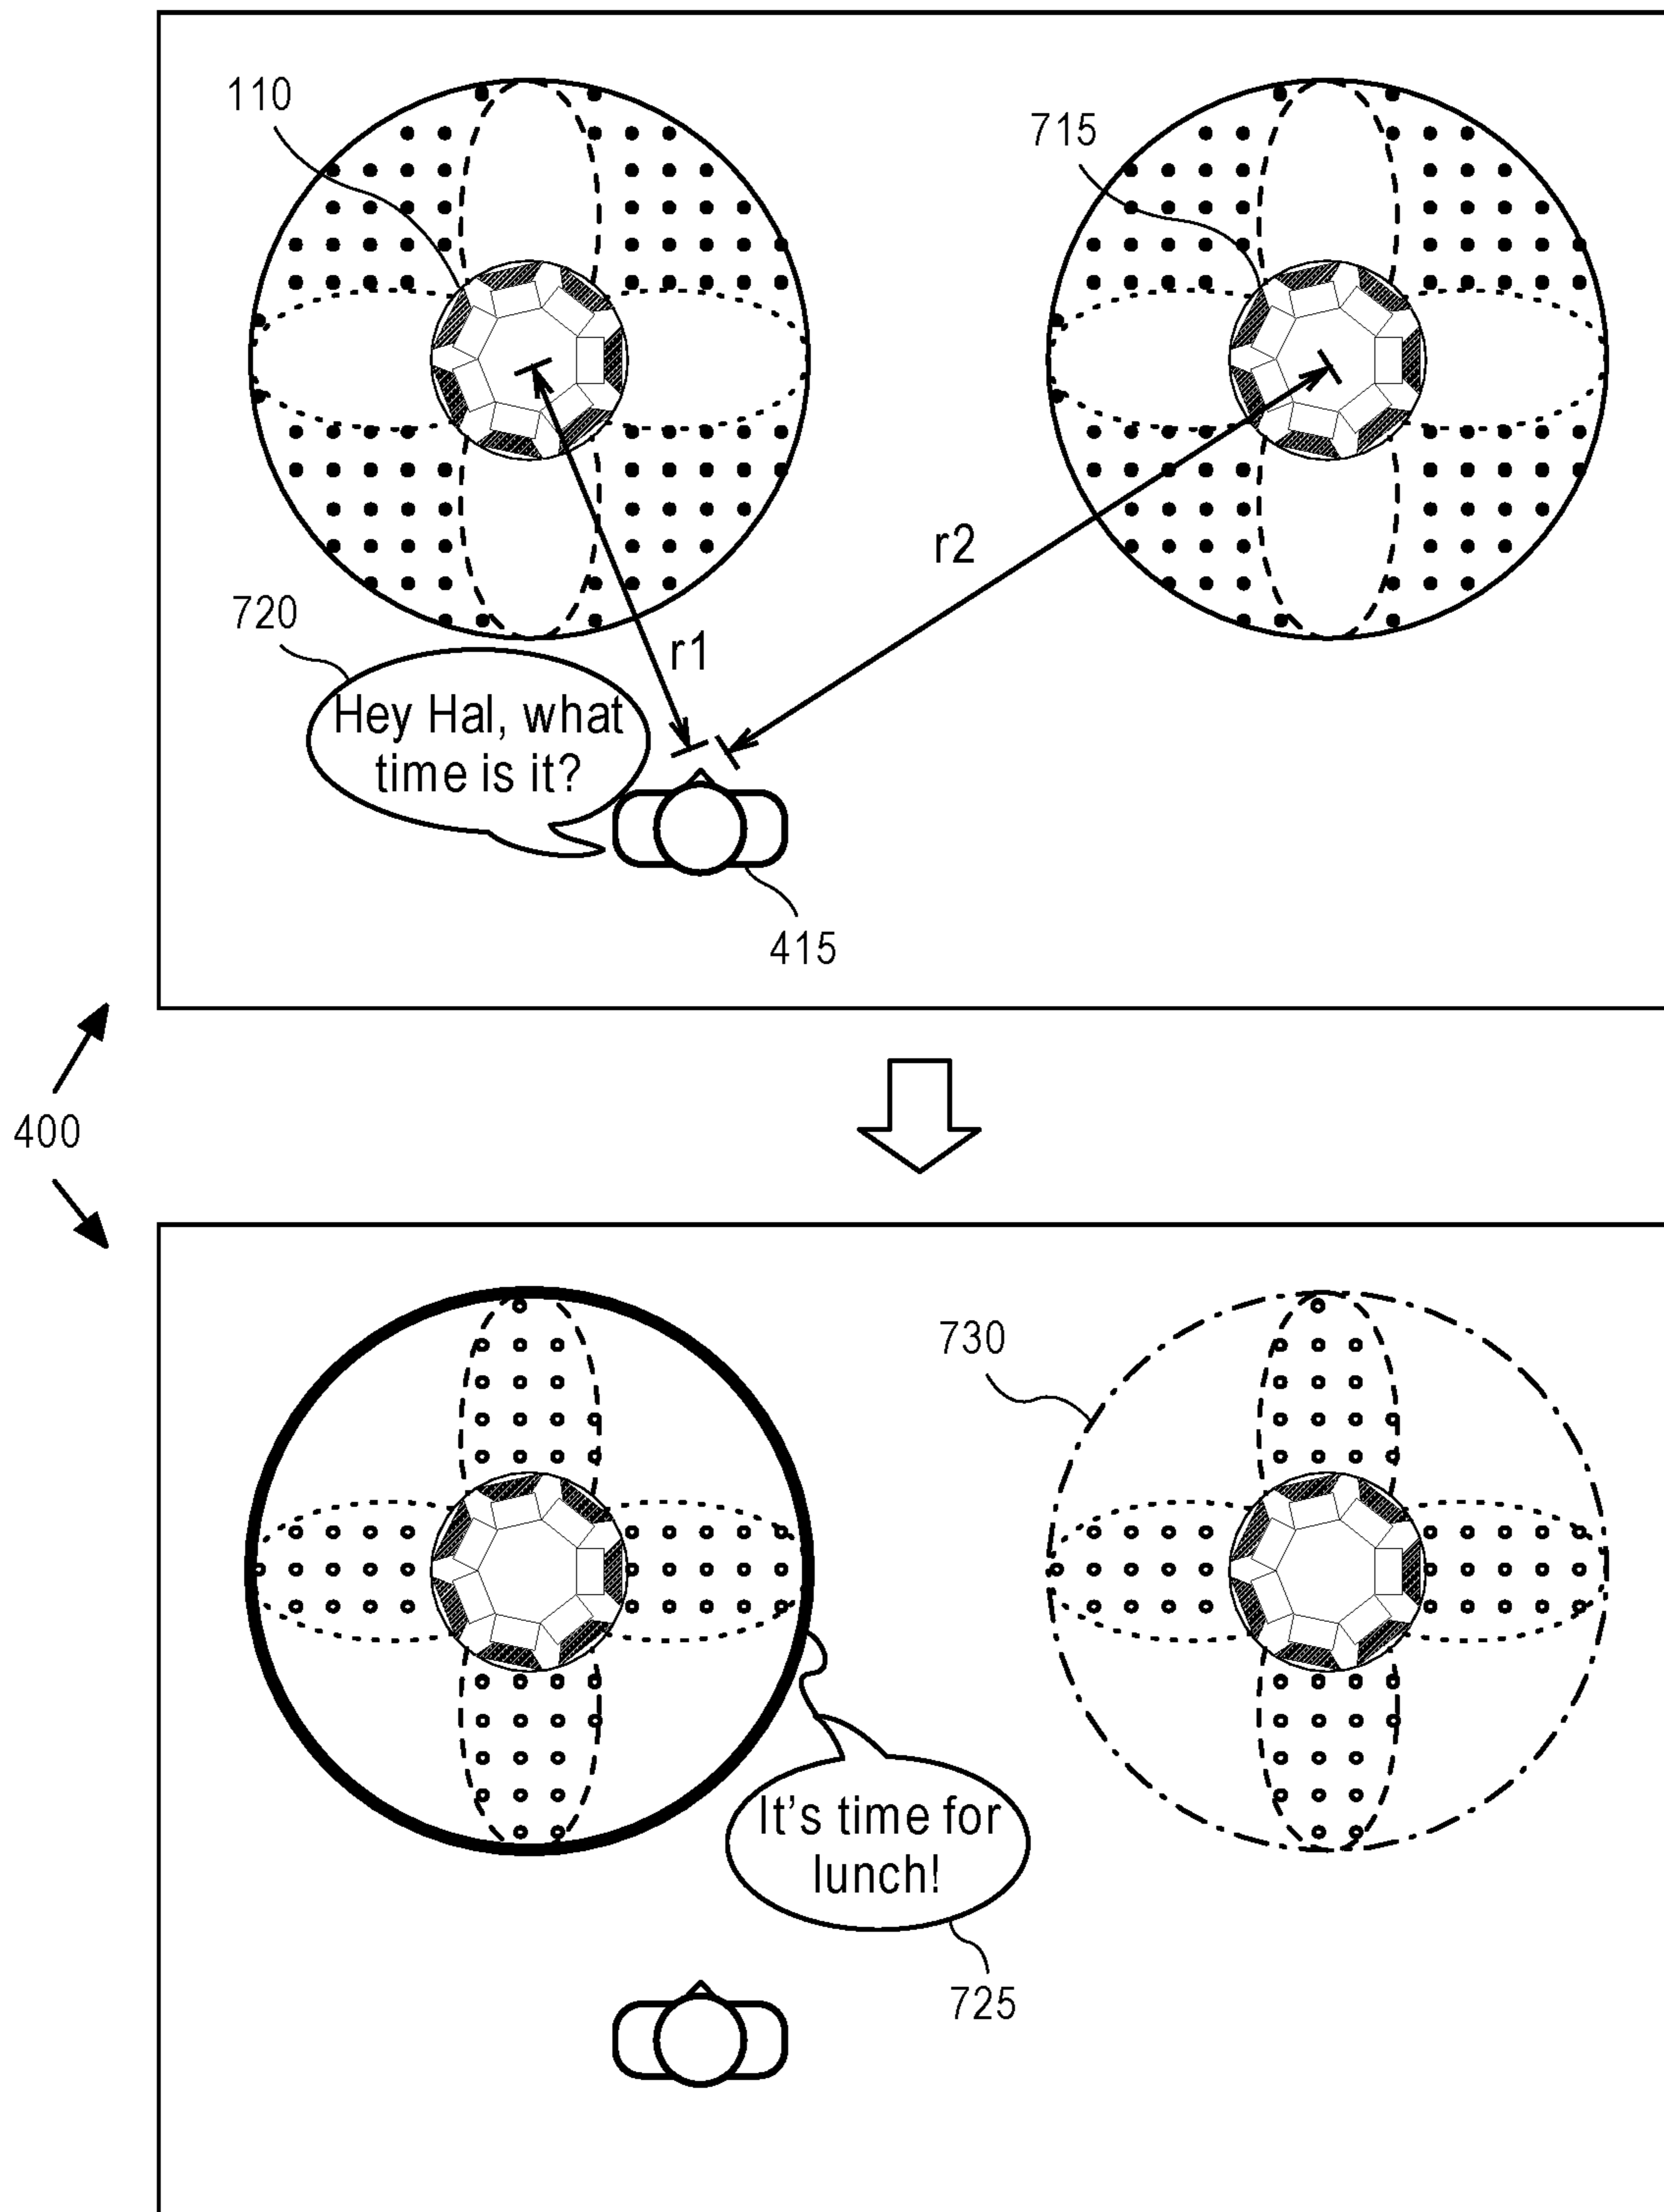 110
715
r2
720
r1
Hey Hal, what
time is it?
415
400
730
It's time for
lunch!
725